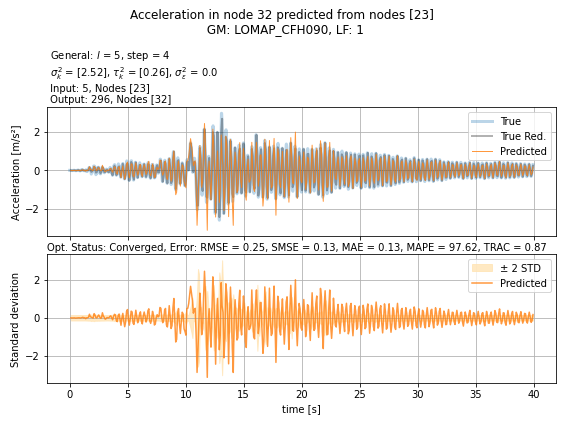 Acceleration in node 32 predicted from nodes [23]
GM: LOMAP_CFH090, LF: 1
General: l = 5, step = 4
σ²ₖ = [2.52], τ²ₖ = [0.26], σ²ε = 0.0
Input: 5, Nodes [23]
Output: 296, Nodes [32]
Acceleration [m/s²]
2
0
−2
True
True Red.
Predicted
Opt. Status: Converged, Error: RMSE = 0.25, SMSE = 0.13, MAE = 0.13, MAPE = 97.62, TRAC = 0.87
Standard deviation
2
0
−2
± 2 STD
Predicted
0 5 10 15 20 25 30 35 40
time [s]